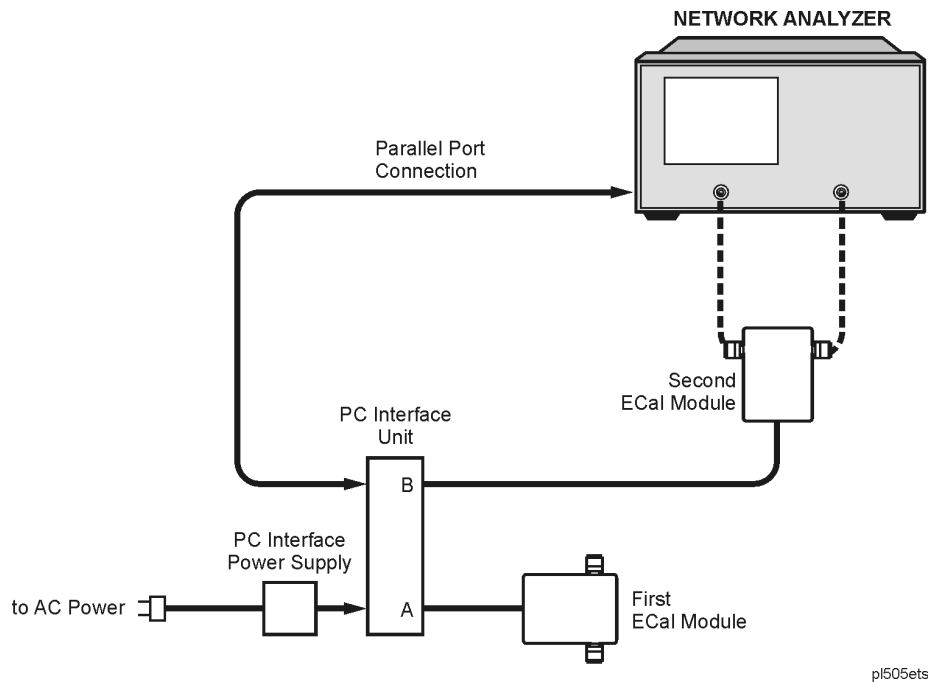 NETWORK ANALYZER
Parallel Port
Connection
Second
ECal Module
PC Interface
Unit
B
PC Interface
Power Supply
to AC Power
A
First
ECal Module
pl505ets